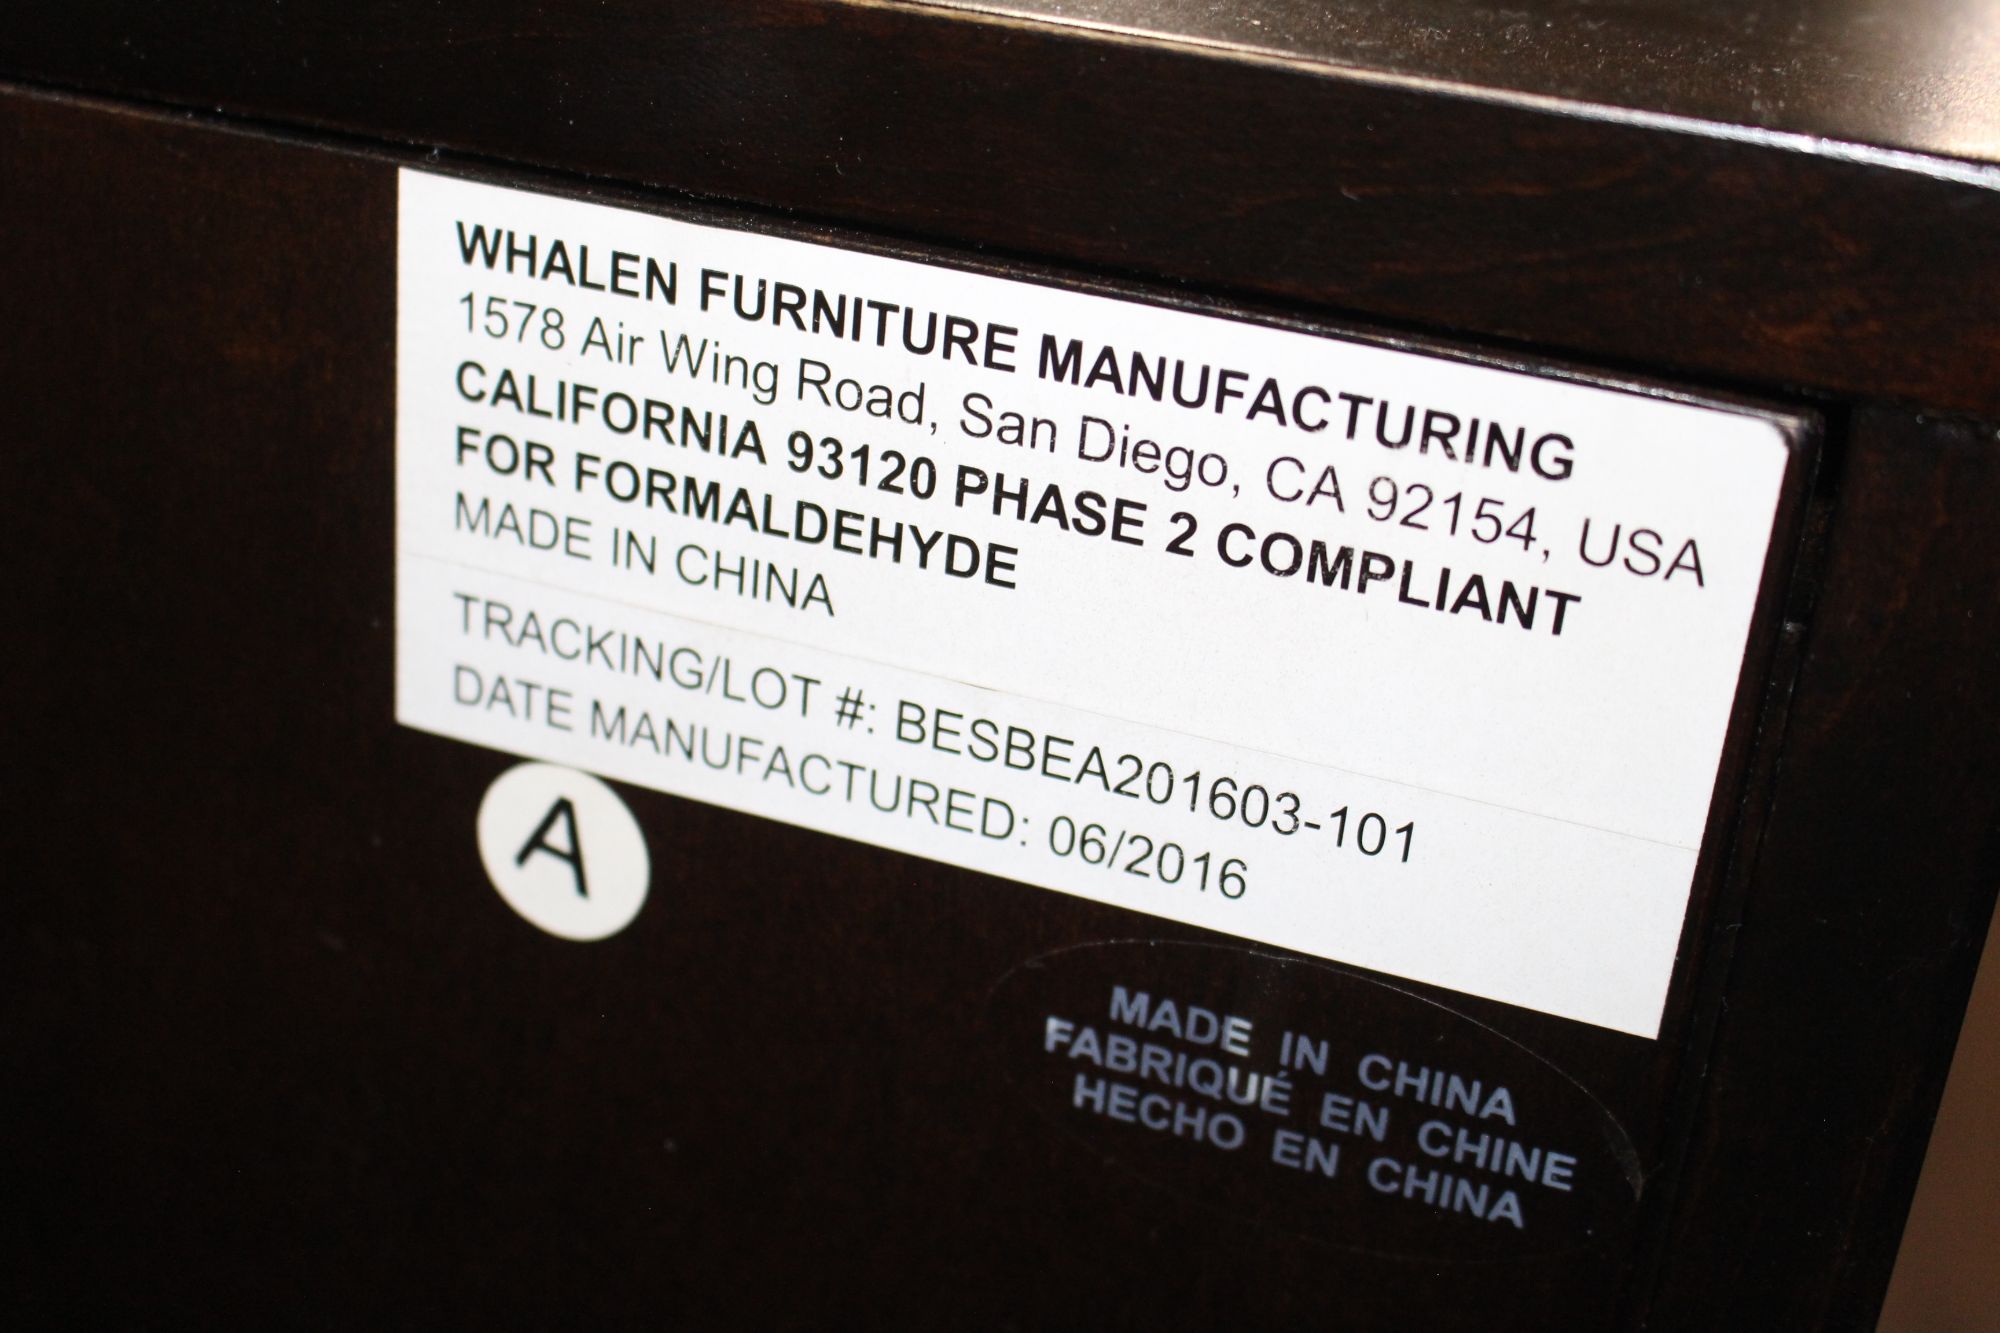 WHALEN FURNITURE MANUFACTURING
1578 Air Wing Road, San Diego, CA 92154, USA
CALIFORNIA 93120 PHASE 2 COMPLIANT
FOR FORMALDEHYDE
MADE IN CHINA
TRACKING/LOT #: BESBEA201603-101
DATE MANUFACTURED: 06/2016
A
MADE IN CHINA
FABRIQUÉ EN CHINE
HECHO EN CHINA